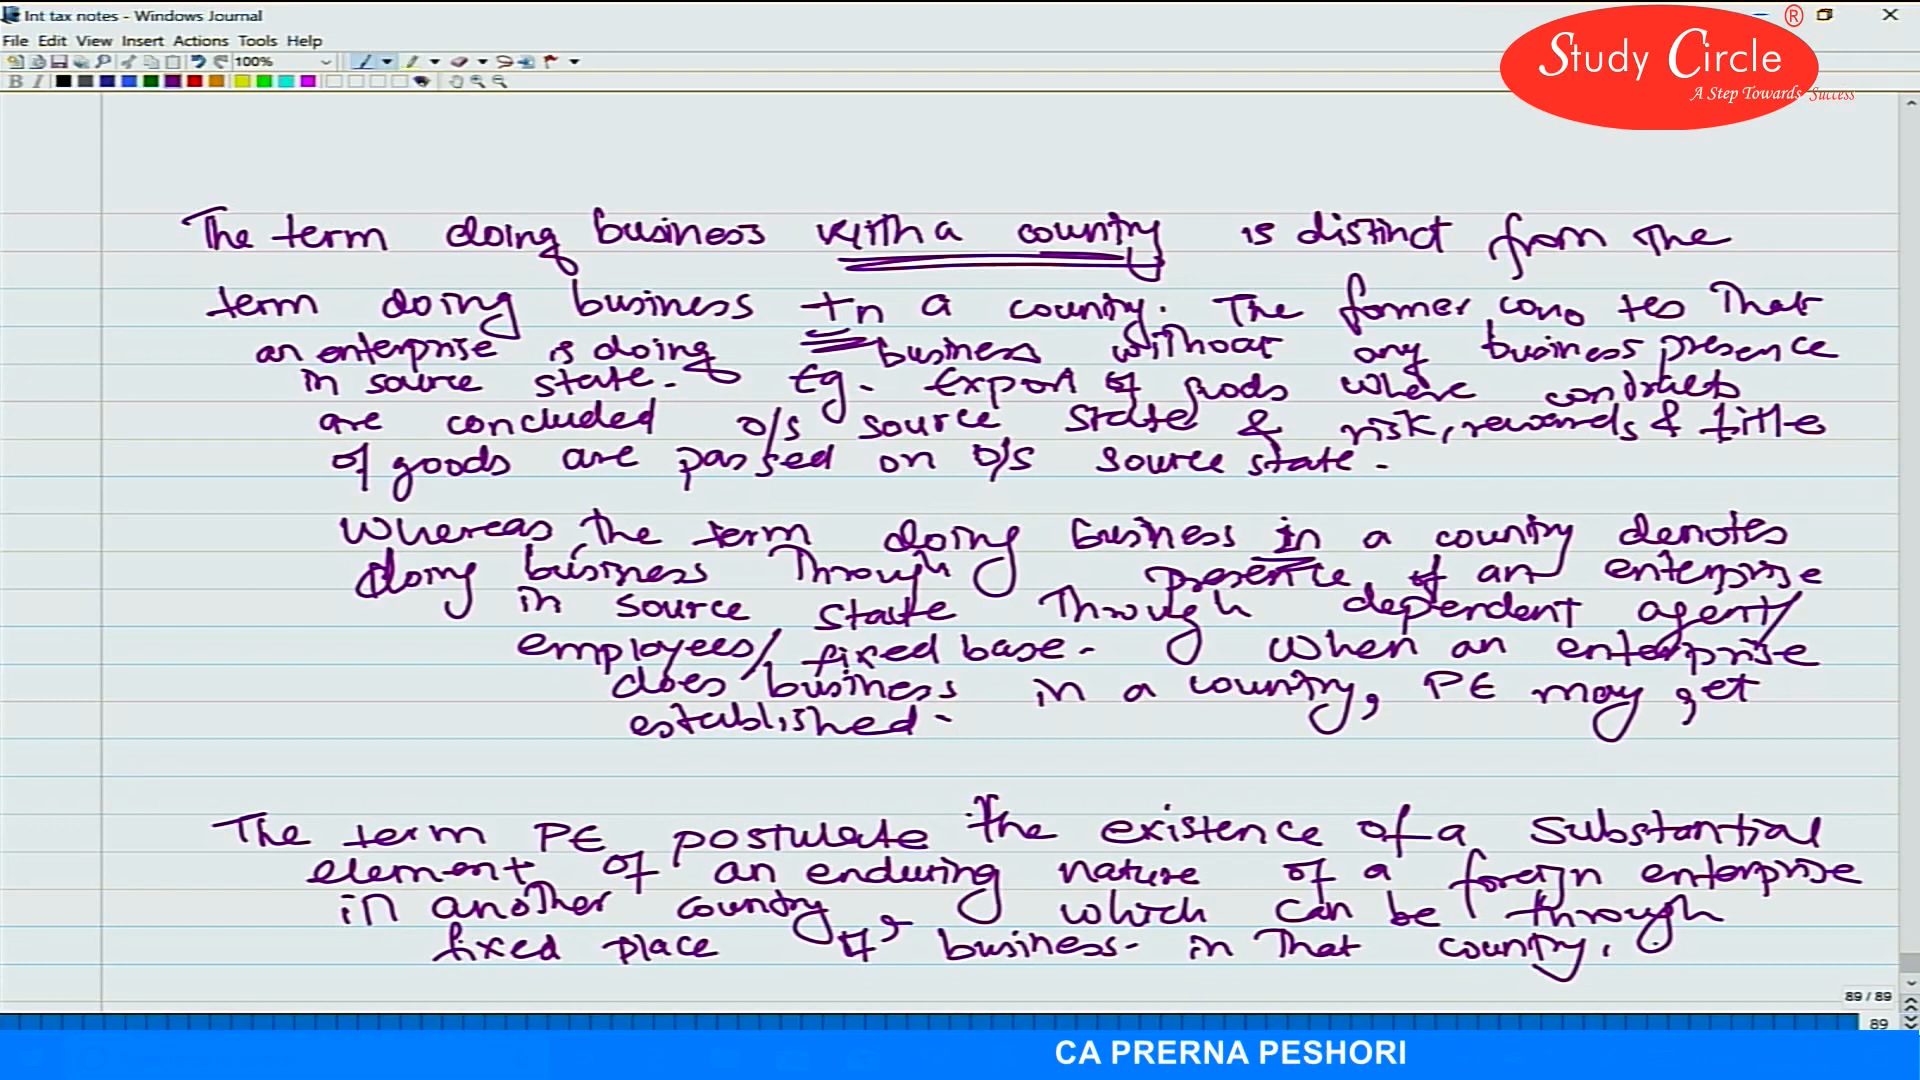 Int tax notes - Windows Journal
File Edit View Insert Actions Tools Help
100%
B I
Study Circle ®
A Step Towards Success
The term doing business with a country is distinct from the
term doing business In a country. The former cono tes that
an enterprise is doing business without any business presence
in source state. Eg. Export of goods where contracts
are concluded o/s source state & risk, rewards & title
of goods are passed on o/s source state.
Whereas, the term doing business in a country denotes
doing business through presence of an enterprise
in source state through dependent agent/
employees/ fixed base. When an enterprise
does business in a country, PE may get
established.
The term PE postulate the existence of a substantial
element of an enduring nature of a foreign enterprise
in another country, which can be through
fixed place of business in that country.
89 / 89
89
CA PRERNA PESHORI